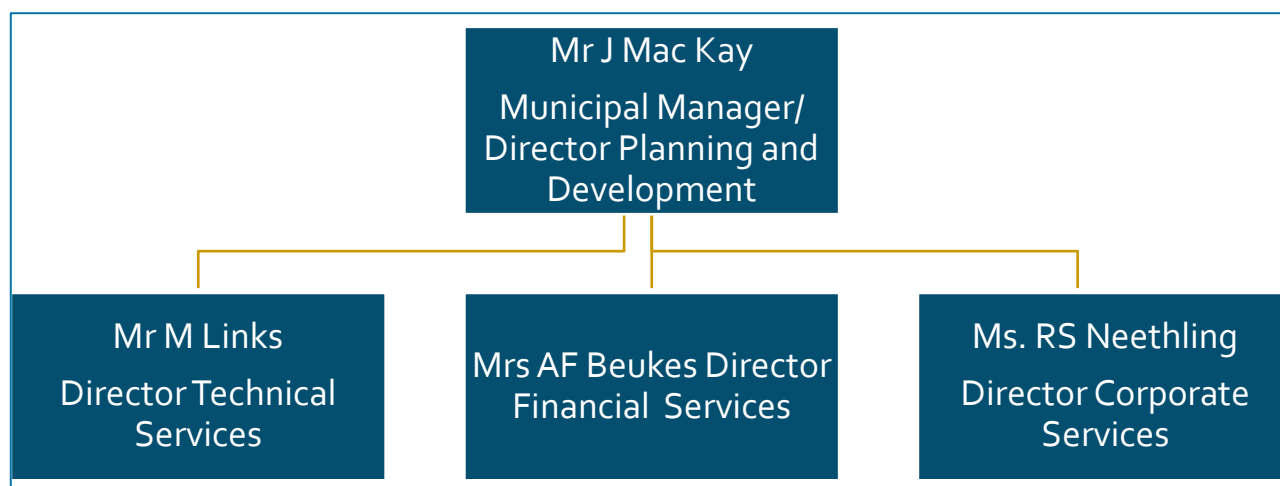 Mr J Mac Kay
Municipal Manager/
Director Planning and
Development
Mr M Links
Director Technical
Services
Mrs AF Beukes Director
Financial Services
Ms. RS Neethling
Director Corporate
Services